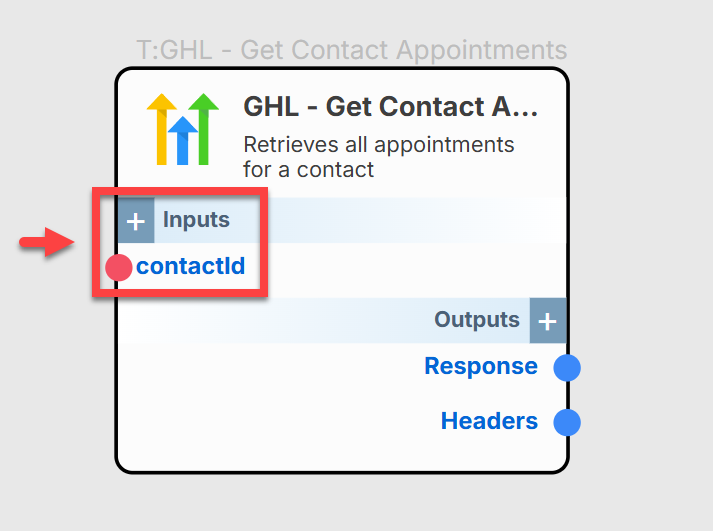 T:GHL - Get Contact Appointments
GHL - Get Contact A...
Retrieves all appointments
for a contact
+ Inputs
contactId
Outputs +
Response
Headers